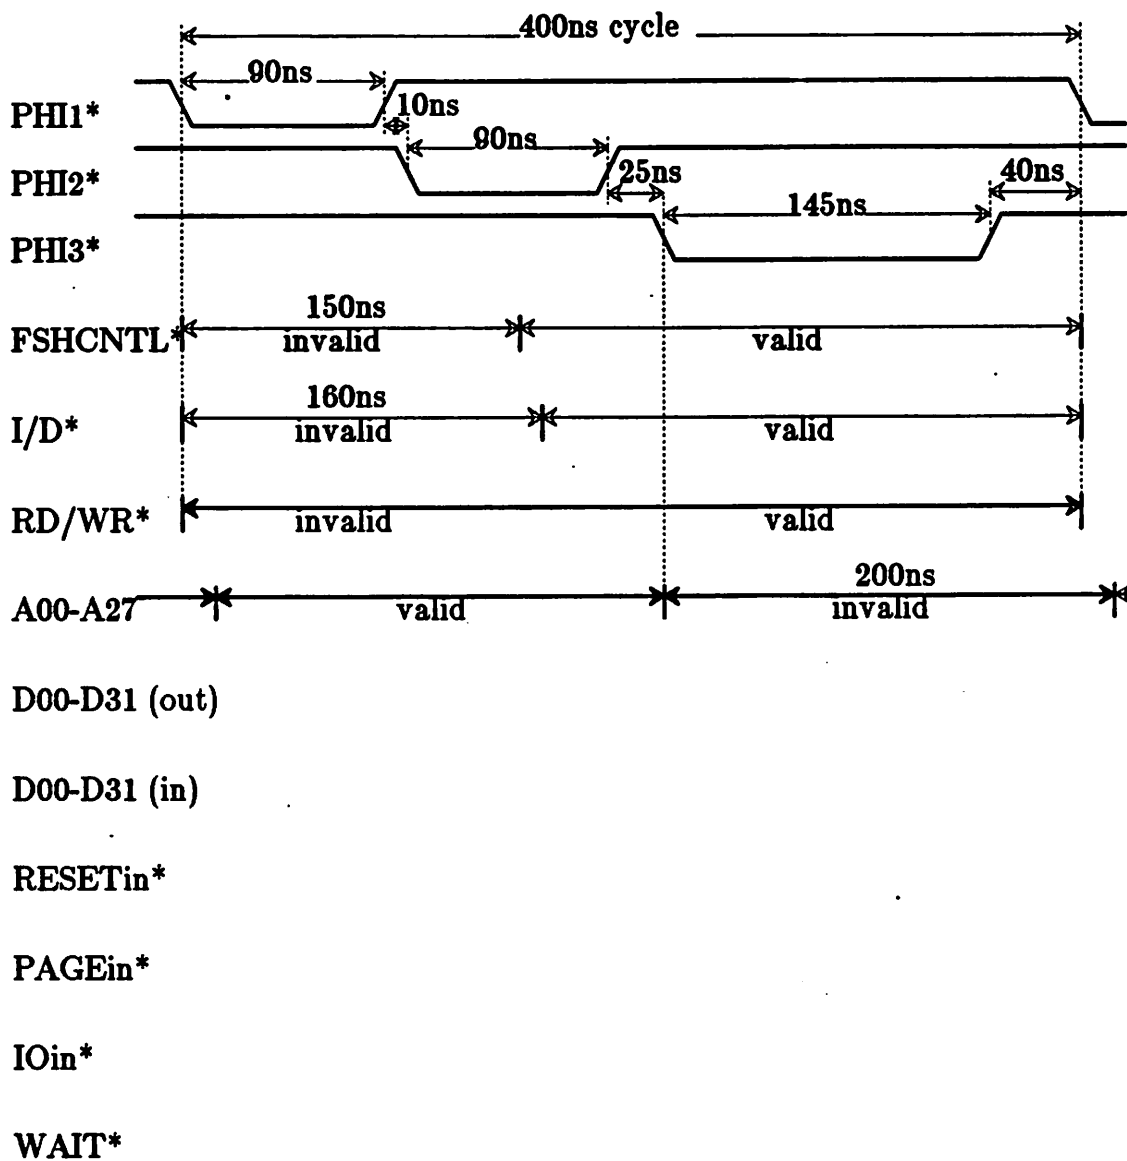 400ns cycle
90ns
PHI1*
10ns
90ns
PHI2*
25ns
40ns
145ns
PHI3*
150ns
FSHCNTL*
invalid
valid
160ns
I/D*
invalid
valid
RD/WR*
invalid
valid
200ns
A00-A27
valid
invalid
D00-D31 (out)
D00-D31 (in)
RESETin*
PAGEin*
IOin*
WAIT*